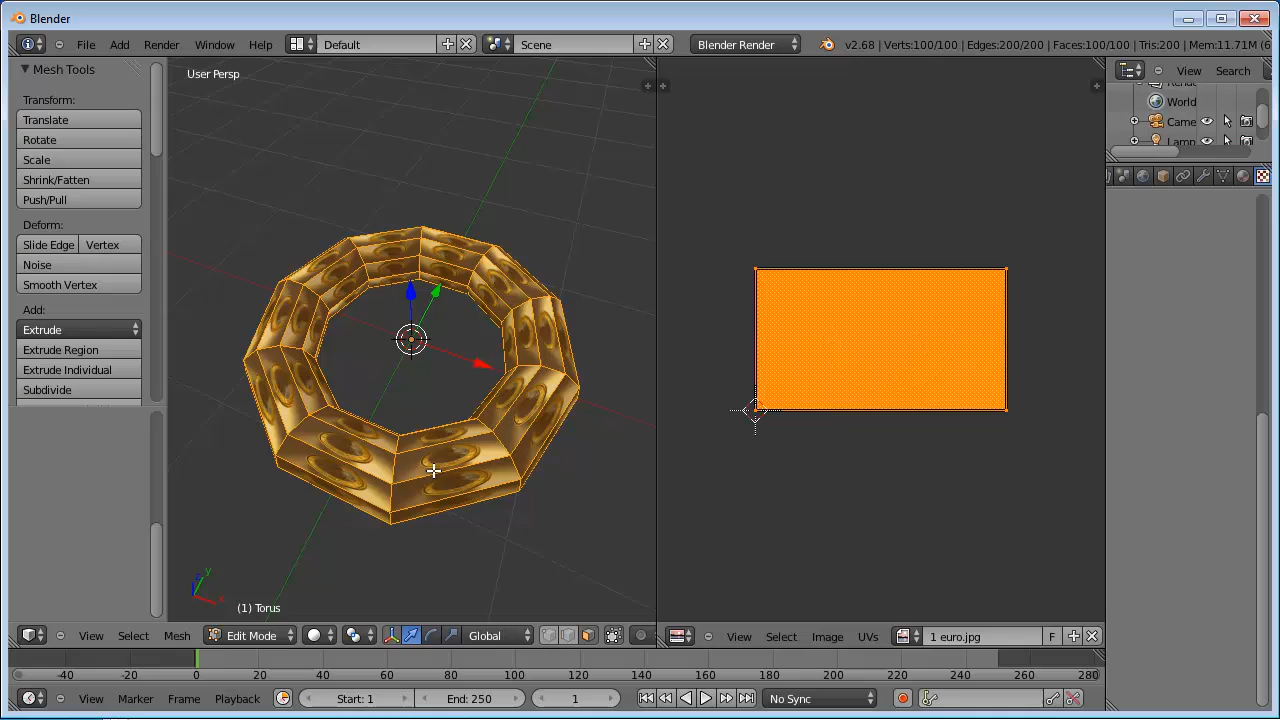 Blender
File Add Render Window Help Default Scene Blender Render v2.68 | Verts:100/100 | Edges:200/200 | Faces:100/100 | Tris:200 | Mem:11.71M (6
Mesh Tools
User Persp
View Search
World
Came
Lamp
Transform:
Translate
Rotate
Scale
Shrink/Fatten
Push/Pull
Deform:
Slide Edge Vertex
Noise
Smooth Vertex
Add:
Extrude
Extrude Region
Extrude Individual
Subdivide
z y x
(1) Torus
View Select Mesh Edit Mode Global View Select Image UVs 1 euro.jpg F
-40 -20 0 20 40 60 80 100 120 140 160 180 200 220 240 260 280
View Marker Frame Playback Start: 1 End: 250 1 No Sync